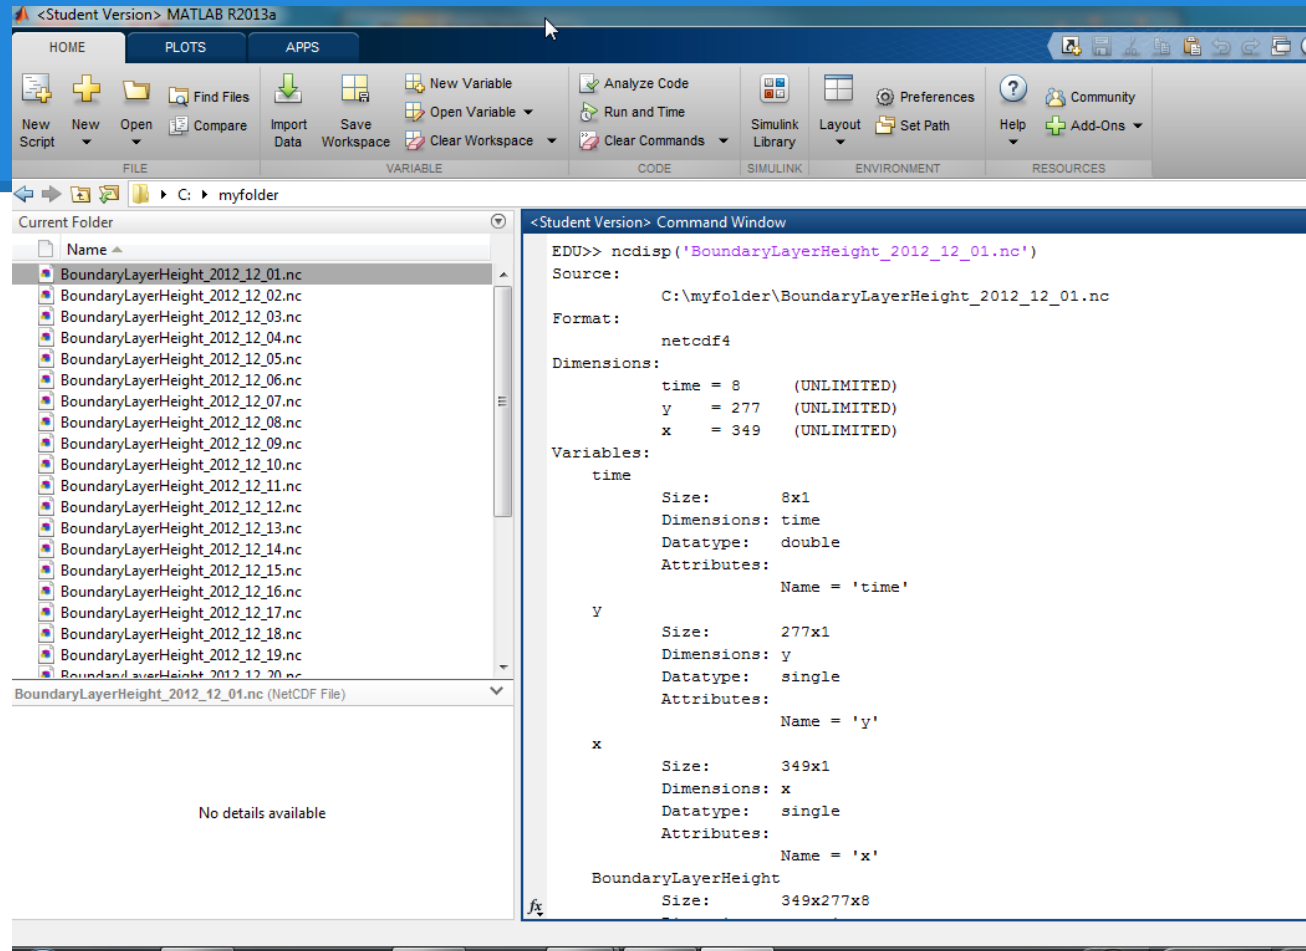 <Student Version> MATLAB R2013a
HOME PLOTS APPS
New Script
New
Open
Find Files
Compare
FILE
Import Data
Save Workspace
New Variable
Open Variable
Clear Workspace
VARIABLE
Analyze Code
Run and Time
Clear Commands
CODE
Simulink Library
SIMULINK
Layout
Preferences
Set Path
ENVIRONMENT
? Help
Community
Add-Ons
RESOURCES
C: myfolder
Current Folder
Name
BoundaryLayerHeight_2012_12_01.nc
BoundaryLayerHeight_2012_12_02.nc
BoundaryLayerHeight_2012_12_03.nc
BoundaryLayerHeight_2012_12_04.nc
BoundaryLayerHeight_2012_12_05.nc
BoundaryLayerHeight_2012_12_06.nc
BoundaryLayerHeight_2012_12_07.nc
BoundaryLayerHeight_2012_12_08.nc
BoundaryLayerHeight_2012_12_09.nc
BoundaryLayerHeight_2012_12_10.nc
BoundaryLayerHeight_2012_12_11.nc
BoundaryLayerHeight_2012_12_12.nc
BoundaryLayerHeight_2012_12_13.nc
BoundaryLayerHeight_2012_12_14.nc
BoundaryLayerHeight_2012_12_15.nc
BoundaryLayerHeight_2012_12_16.nc
BoundaryLayerHeight_2012_12_17.nc
BoundaryLayerHeight_2012_12_18.nc
BoundaryLayerHeight_2012_12_19.nc
BoundaryLayerHeight_2012_12_20.nc
BoundaryLayerHeight_2012_12_01.nc (NetCDF File)
No details available
<Student Version> Command Window
EDU>> ncdisp('BoundaryLayerHeight_2012_12_01.nc')
Source:
C:\myfolder\BoundaryLayerHeight_2012_12_01.nc
Format:
netcdf4
Dimensions:
time = 8 (UNLIMITED)
y = 277 (UNLIMITED)
x = 349 (UNLIMITED)
Variables:
time
Size: 8x1
Dimensions: time
Datatype: double
Attributes:
Name = 'time'
y
Size: 277x1
Dimensions: y
Datatype: single
Attributes:
Name = 'y'
x
Size: 349x1
Dimensions: x
Datatype: single
Attributes:
Name = 'x'
BoundaryLayerHeight
Size: 349x277x8
fx